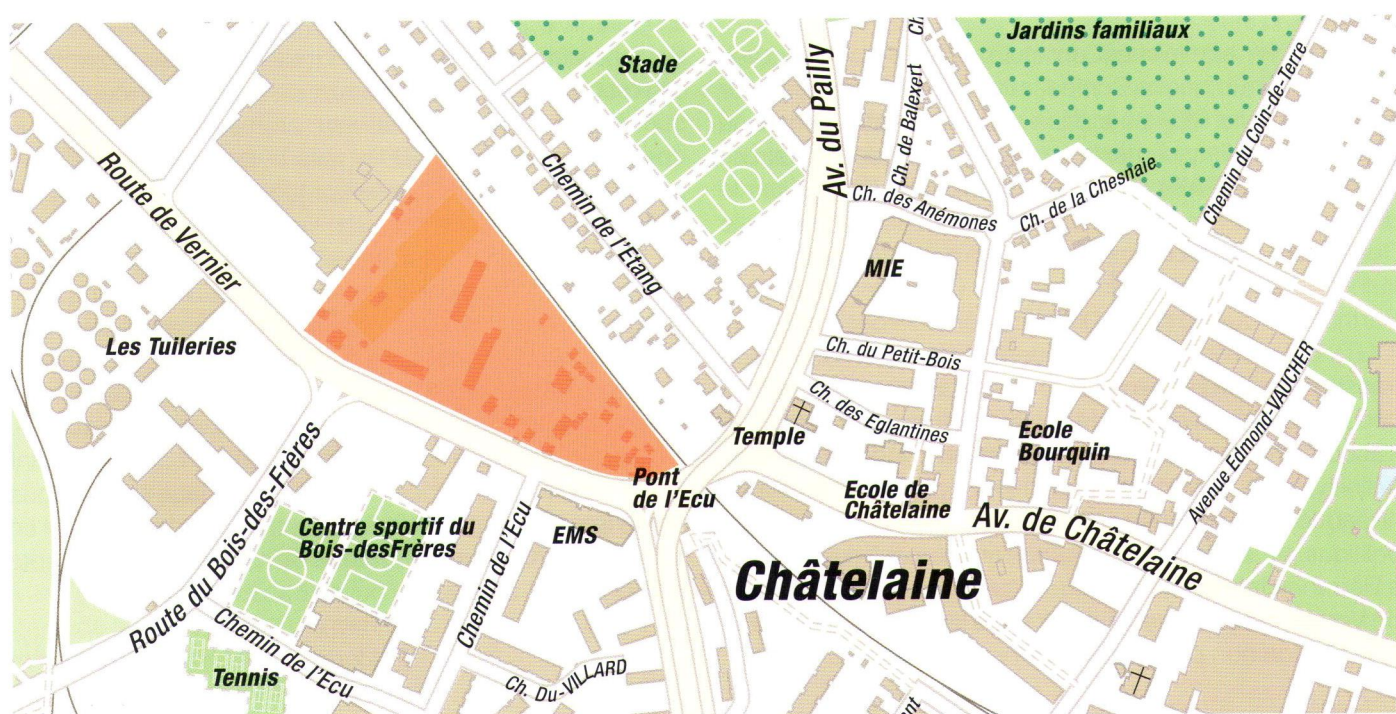 Jardins familiaux
Stade
Av. du Pailly
Ch. de Balexert
Ch.
Chemin du Coin-de-Terre
Route de Vernier
Chemin de l'Etang
Ch. des Anémones
Ch. de la Chesnaie
MIE
Les Tuileries
Ch. du Petit-Bois
Ch. des Eglantines
Temple
Ecole
Bourquin
Avenue Edmond-VAUCHER
Pont
de l'Ecu
Ecole de
Châtelaine
Av. de Châtelaine
Route du Bois-des-Frères
Centre sportif du
Bois-desFrères
EMS
Chemin de l'Ecu
Châtelaine
Chemin de l'Ecu
Tennis
Ch. Du-VILLARD